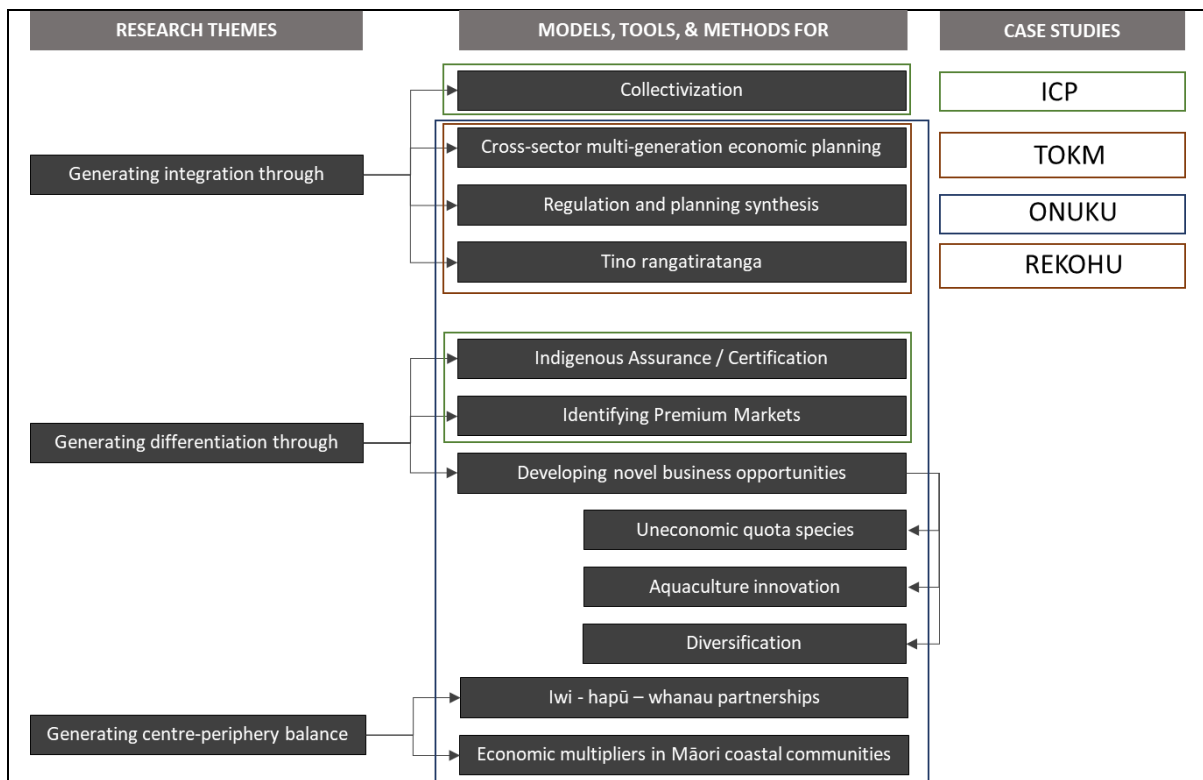 RESEARCH THEMES
MODELS, TOOLS, & METHODS FOR
CASE STUDIES
Collectivization
ICP
Cross-sector multi-generation economic planning
TOKM
Generating integration through
Regulation and planning synthesis
ONUKU
Tino rangatiratanga
REKOHU
Indigenous Assurance / Certification
Identifying Premium Markets
Generating differentiation through
Developing novel business opportunities
Uneconomic quota species
Aquaculture innovation
Diversification
Iwi - hapū – whanau partnerships
Generating centre-periphery balance
Economic multipliers in Māori coastal communities